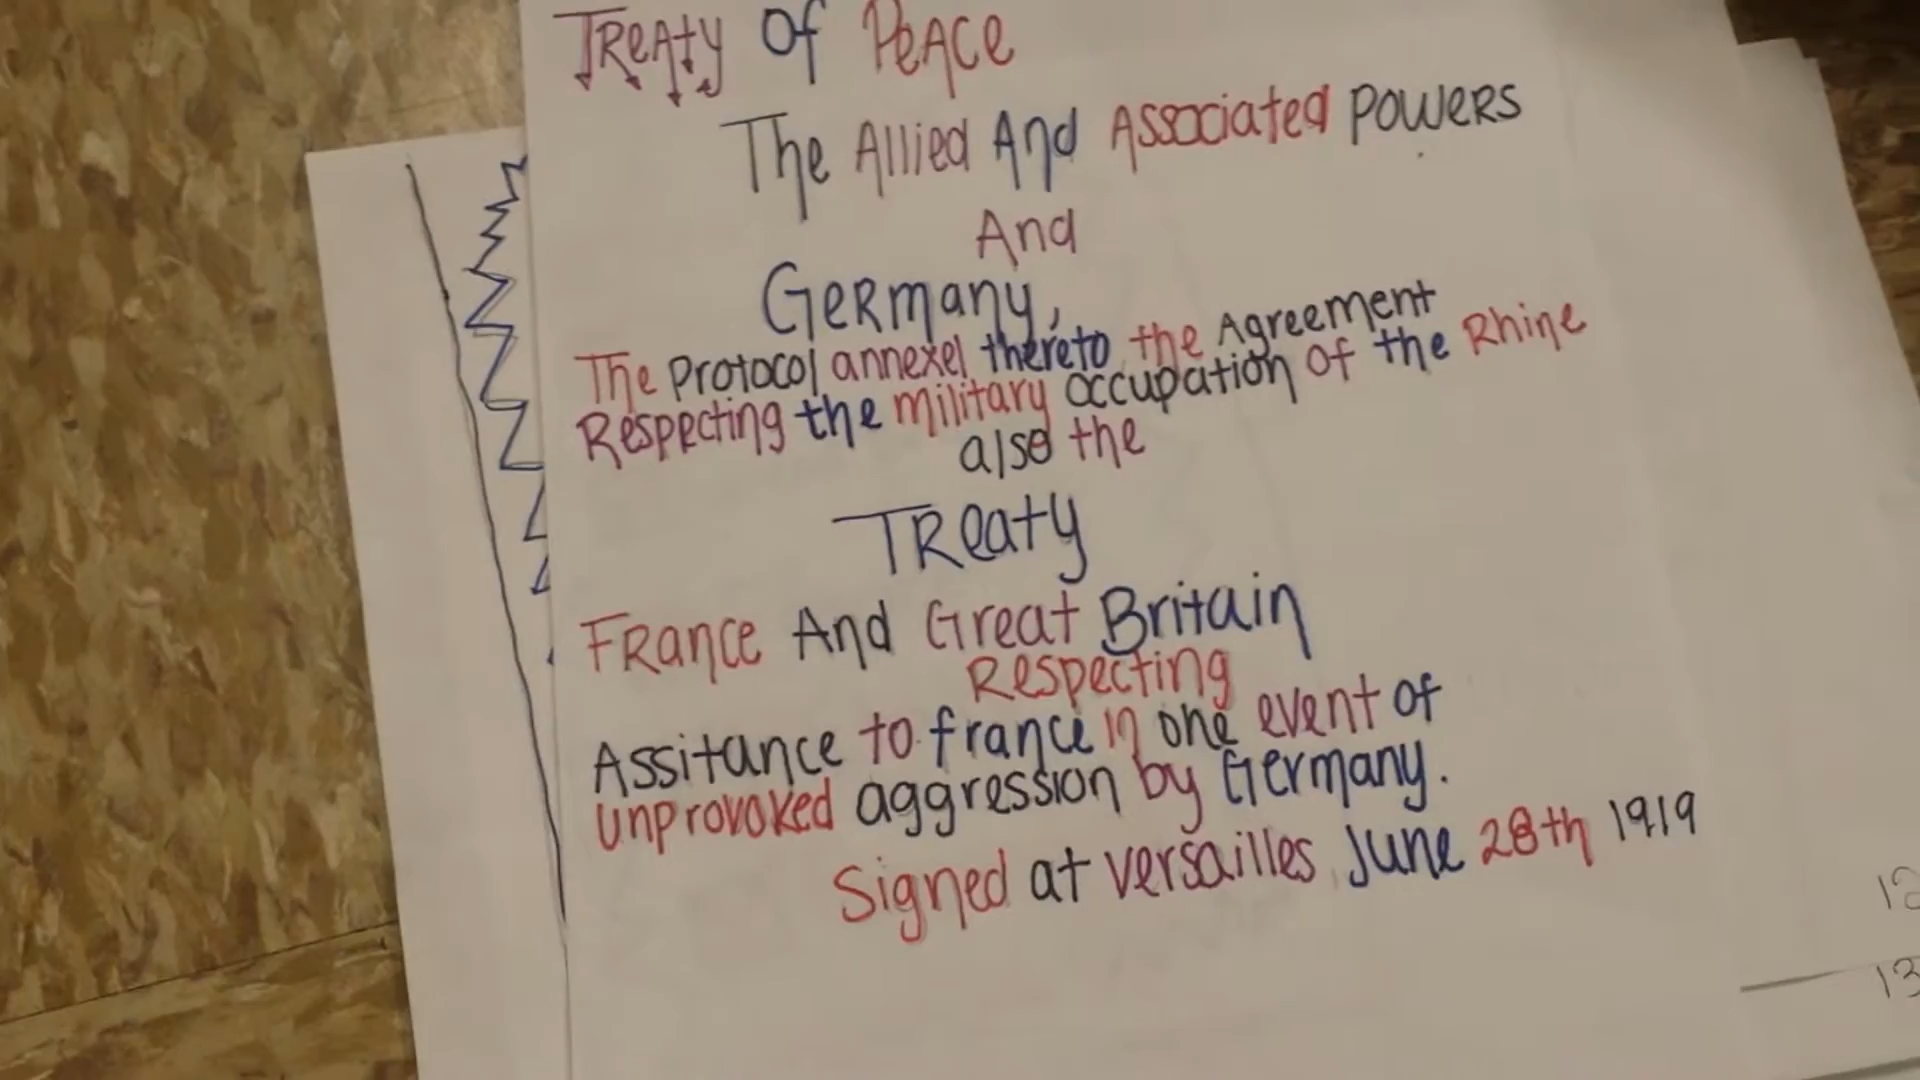 Treaty Of Peace
The Allied And Associated Powers
And
Germany,
The Protocol annexel thereto the Agreement
Respecting the military occupation of the Rhine
also the
Treaty
France And Great Britain
Respecting
Assitance to france in one event of
unprovoked aggression by Germany.
Signed at versailles June 28th 1919
12
13